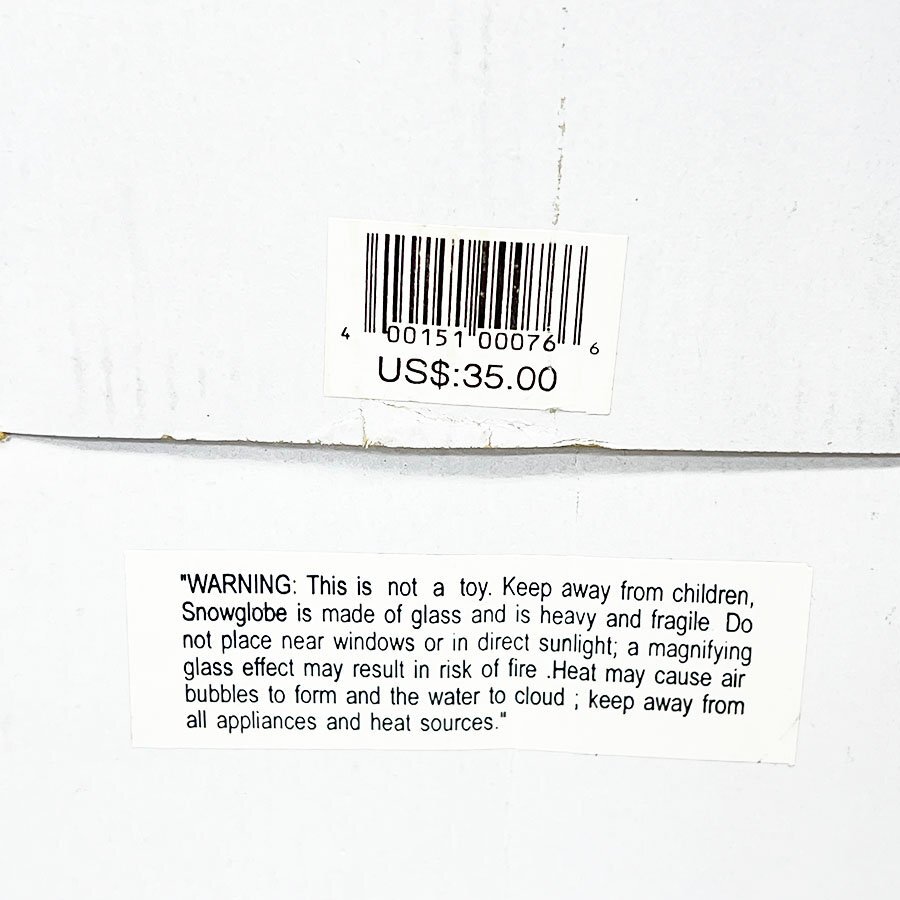 4 00151 00076 6
US$:35.00
"WARNING: This is not a toy. Keep away from children,
Snowglobe is made of glass and is heavy and fragile Do
not place near windows or in direct sunlight; a magnifying
glass effect may result in risk of fire .Heat may cause air
bubbles to form and the water to cloud ; keep away from
all appliances and heat sources."